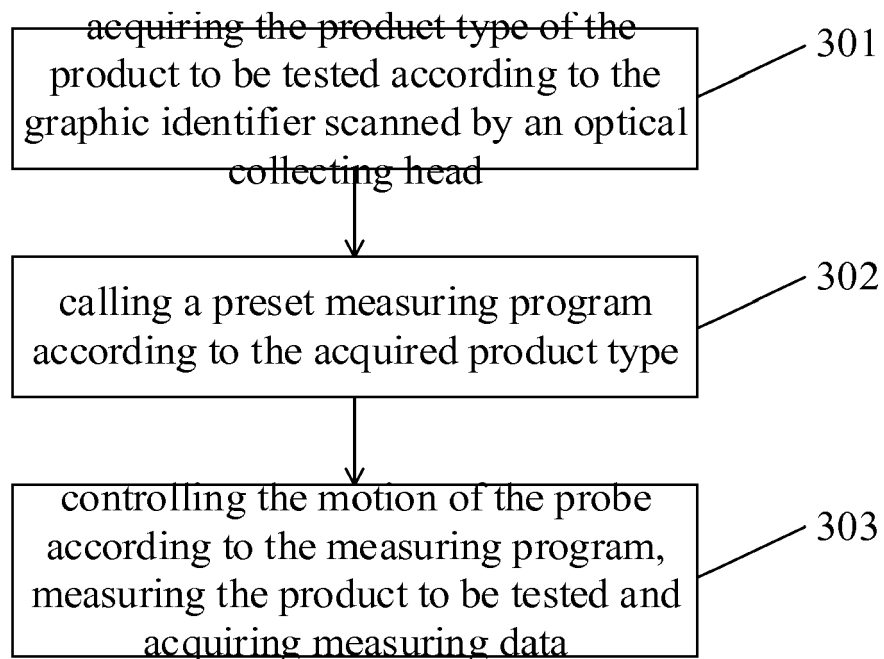 acquiring the product type of the
product to be tested according to the
graphic identifier scanned by an optical
collecting head
301
calling a preset measuring program
according to the acquired product type
302
controlling the motion of the probe
according to the measuring program,
measuring the product to be tested and
acquiring measuring data
303